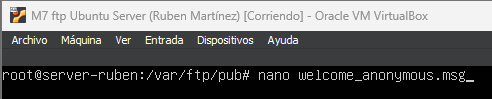 M7 ftp Ubuntu Server (Ruben Martínez) [Corriendo] - Oracle VM VirtualBox
Archivo Máquina Ver Entrada Dispositivos Ayuda
root@server-ruben:/var/ftp/pub# nano welcome_anonymous.msg_